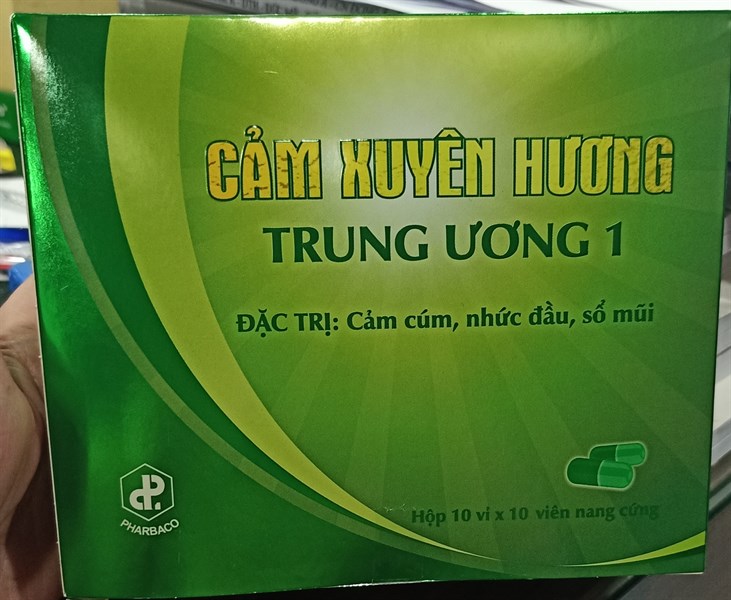 CẢM XUYÊN HƯƠNG
TRUNG ƯƠNG 1
ĐẶC TRỊ: Cảm cúm, nhức đầu, sổ mũi
PHARBACO
Hộp 10 vỉ x 10 viên nang cứng